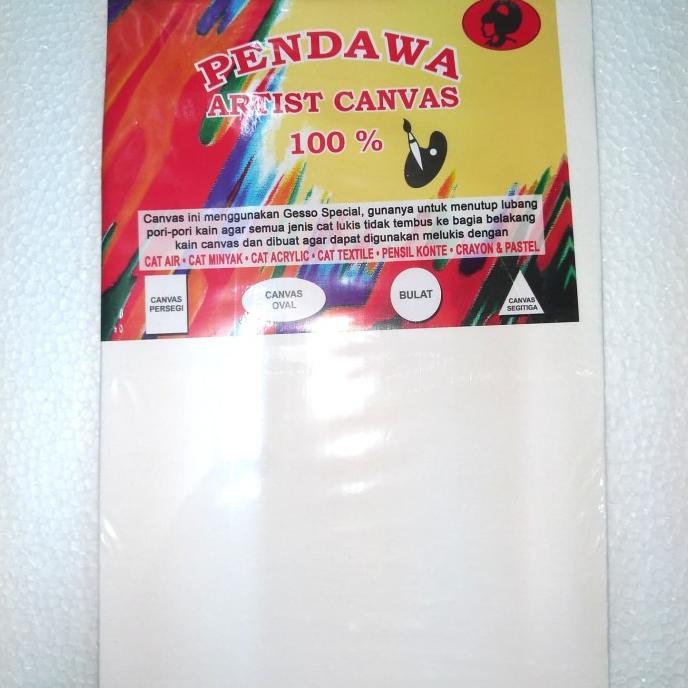 PENDAWA
ARTIST CANVAS
100 %
Canvas ini menggunakan Gesso Special, gunanya untuk menutup lubang
pori-pori kain agar semua jenis cat lukis tidak tembus ke bagia belakang
kain canvas dan dibuat agar dapat digunakan melukis dengan
CAT AIR • CAT MINYAK • CAT ACRYLIC • CAT TEXTILE • PENSIL KONTE • CRAYON & PASTEL
CANVAS
PERSEGI
CANVAS
OVAL
BULAT
CANVAS
SEGITIGA